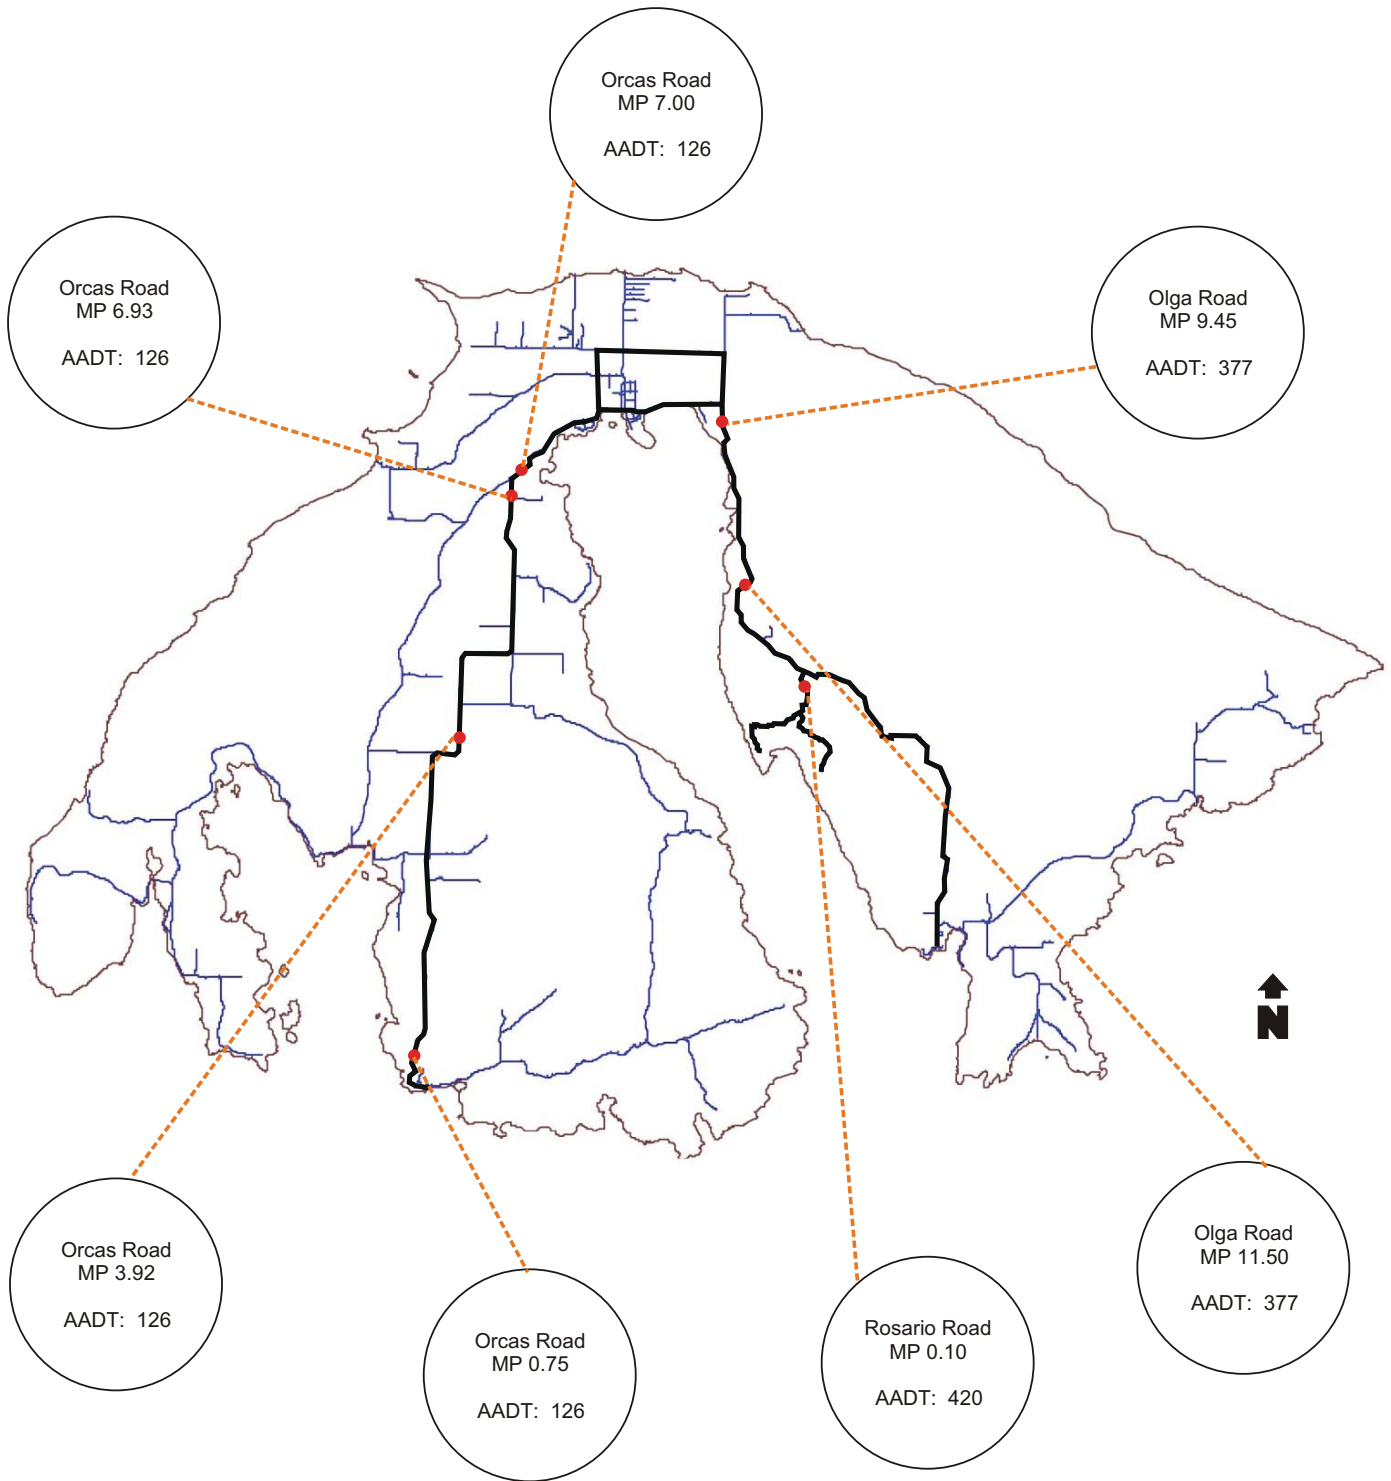 Orcas Road
MP 7.00
AADT:  126
Orcas Road
MP 6.93
AADT:  126
Olga Road
MP 9.45
AADT:  377
N
Orcas Road
MP 3.92
AADT:  126
Orcas Road
MP 0.75
AADT:  126
Rosario Road
MP 0.10
AADT:  420
Olga Road
MP 11.50
AADT:  377